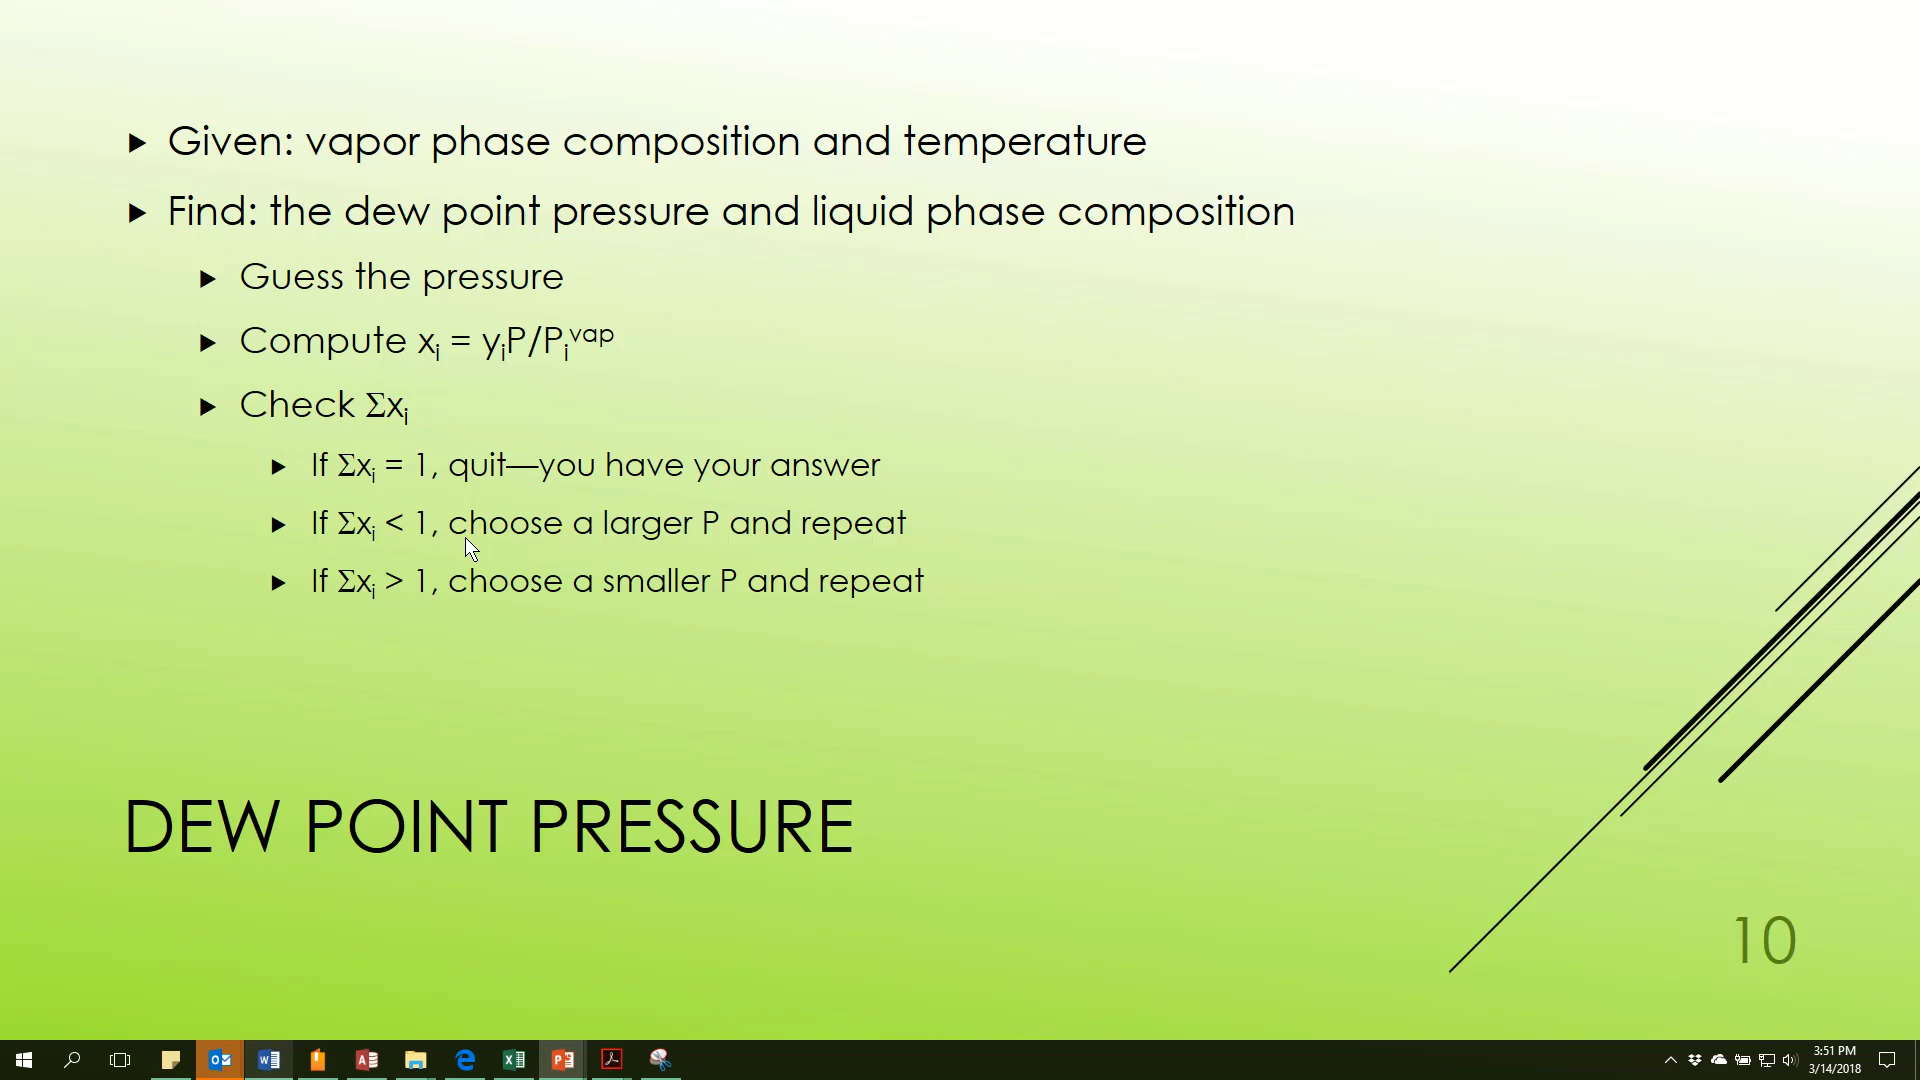 Given: vapor phase composition and temperature
Find: the dew point pressure and liquid phase composition
Guess the pressure
Compute xᵢ = yᵢP/Pᵢᵛᵃᵖ
Check Σxᵢ
If Σxᵢ = 1, quit—you have your answer
If Σxᵢ < 1, choose a larger P and repeat
If Σxᵢ > 1, choose a smaller P and repeat
DEW POINT PRESSURE
10
3:51 PM
3/14/2018